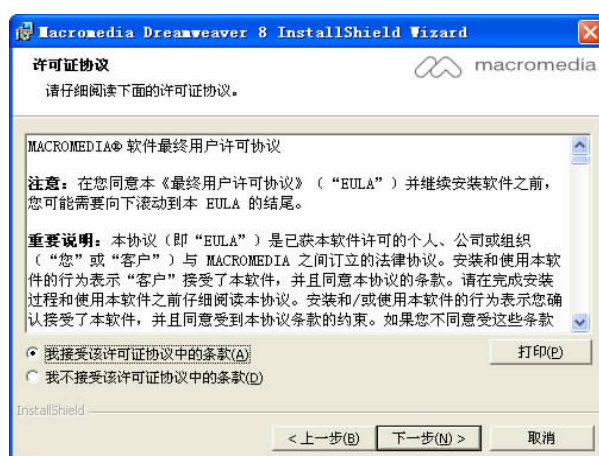 Macromedia Dreamweaver 8 InstallShield Wizard
许可证协议
macromedia
请仔细阅读下面的许可证协议。
MACROMEDIA® 软件最终用户许可协议
注意：在您同意本《最终用户许可协议》（“EULA”）并继续安装软件之前，
您可能需要向下滚动到本 EULA 的结尾。
重要说明：本协议（即“EULA”）是已获本软件许可的个人、公司或组织
（“您”或“客户”）与 MACROMEDIA 之间订立的法律协议。安装和使用本软
件的行为表示“客户”接受了本软件，并且同意本协议的条款。请在完成安装
过程和使用本软件之前仔细阅读本协议。安装和/或使用本软件的行为表示您确
认接受了本软件，并且同意受到本协议条款的约束。如果您不同意受这些条款
我接受该许可证协议中的条款(A)
打印(P)
我不接受该许可证协议中的条款(D)
InstallShield
<上一步(B)
下一步(N) >
取消